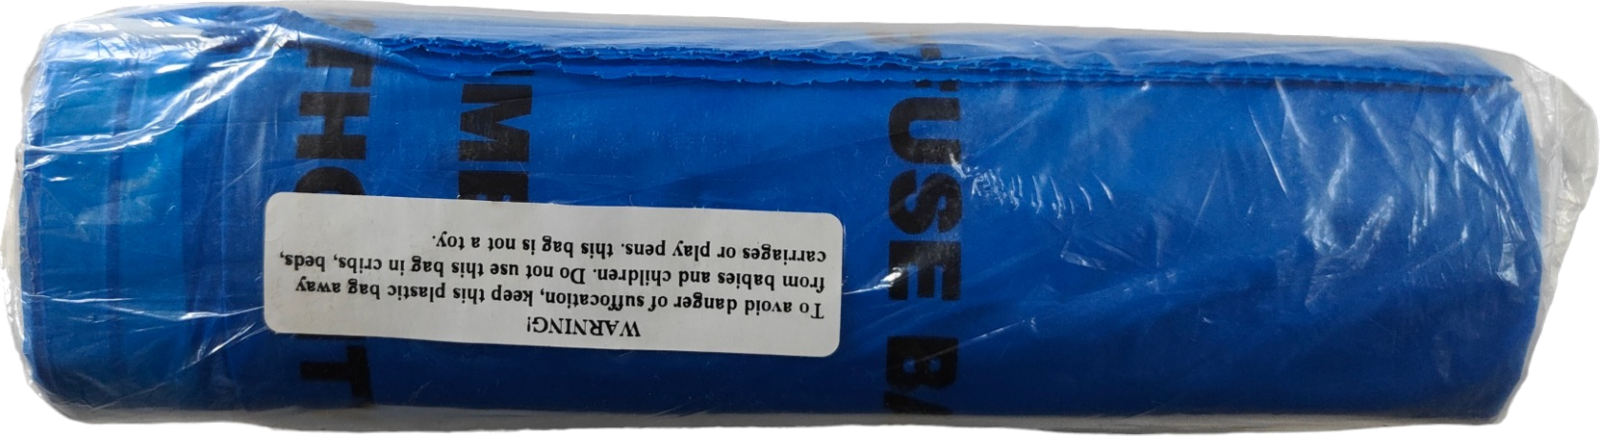 WARNING!
To avoid danger of suffocation, keep this plastic bag away
from babies and children. Do not use this bag in cribs, beds,
carriages or play pens. this bag is not a toy.
USE BA